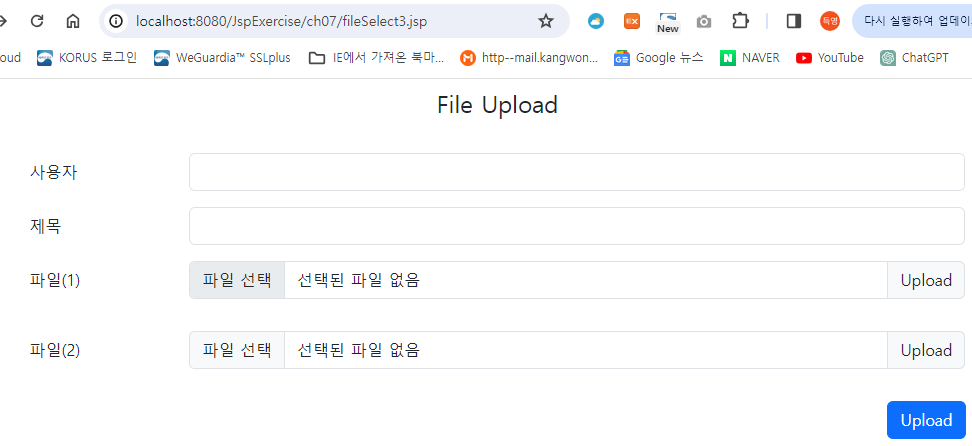 localhost:8080/JspExercise/ch07/fileSelect3.jsp Ex New 득영 다시 실행하여 업데이
oud KORUS 로그인 WeGuardia™ SSLplus IE에서 가져온 북마... http--mail.kangwon... Google 뉴스 NAVER YouTube ChatGPT
File Upload
사용자
제목
파일(1) 파일 선택 선택된 파일 없음 Upload
파일(2) 파일 선택 선택된 파일 없음 Upload
Upload